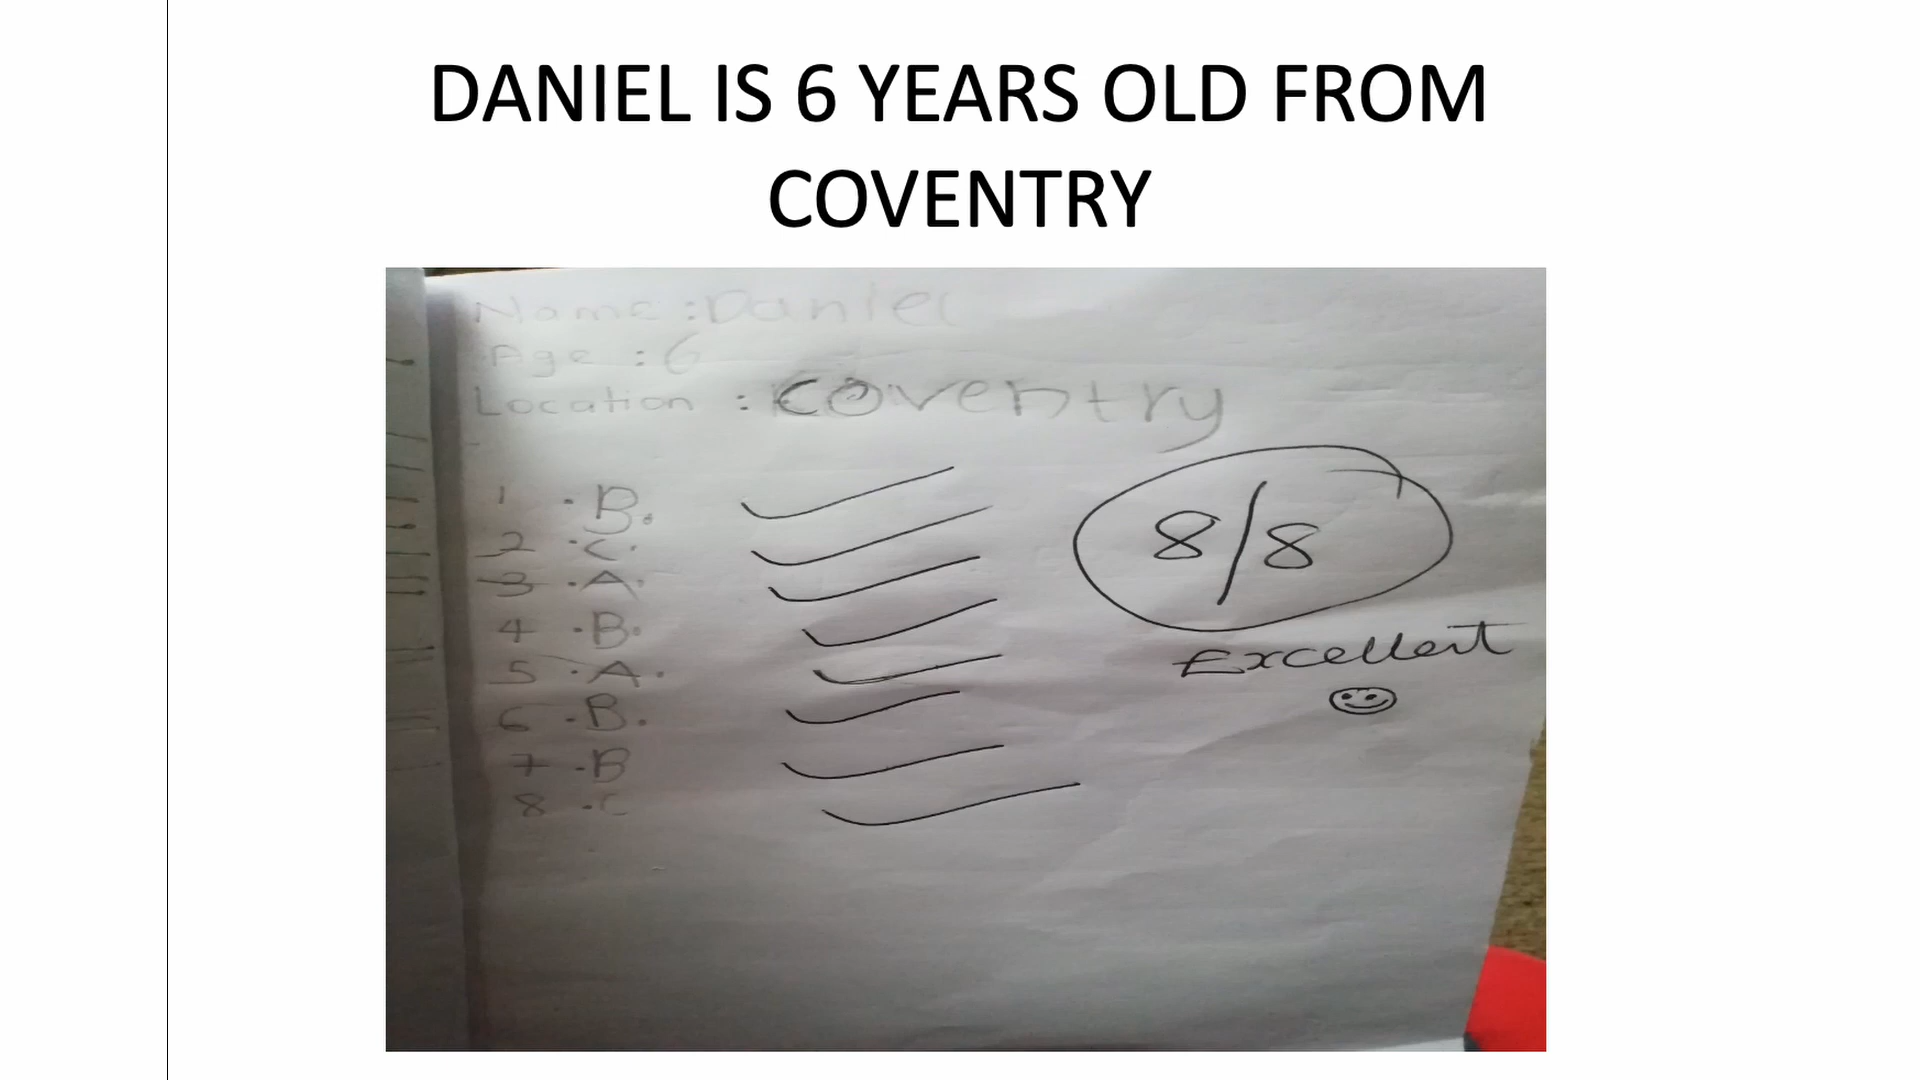 DANIEL IS 6 YEARS OLD FROM
COVENTRY
Name : Daniel
Age : 6
Location : Coventry
1 . B.
2 . C.
3 . A.
4 . B.
5 . A.
6 . B.
7 . B
8 . C
8/8
Excellent